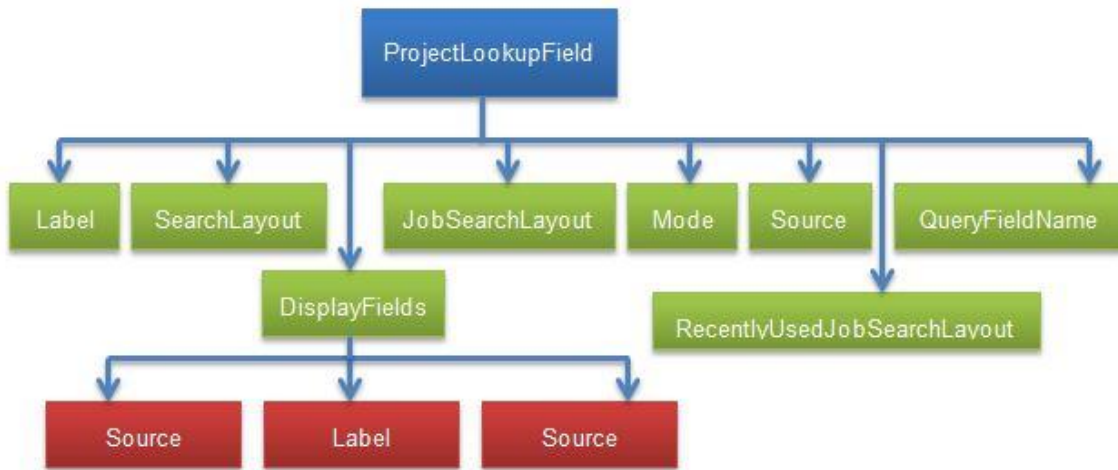 ProjectLookupField
Label
SearchLayout
JobSearchLayout
Mode
Source
QueryFieldName
DisplayFields
RecentlyUsedJobSearchLayout
Source
Label
Source